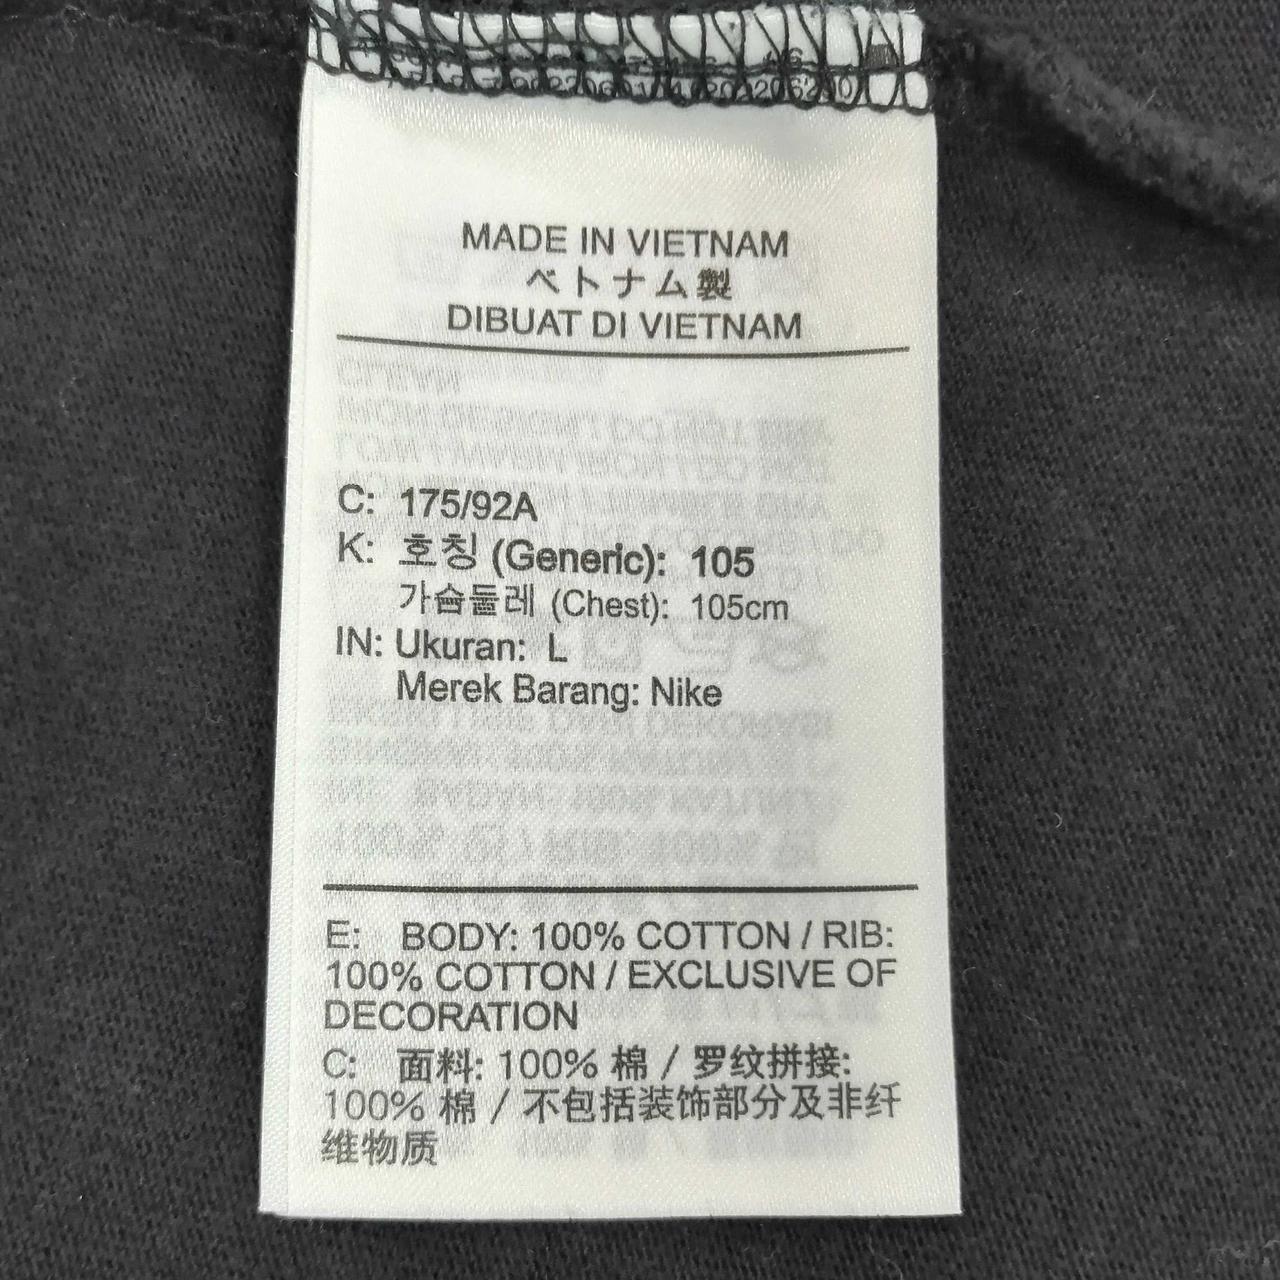 MADE IN VIETNAM
ベトナム製
DIBUAT DI VIETNAM
C: 175/92A
K: 호칭 (Generic): 105
가슴둘레 (Chest): 105cm
IN: Ukuran: L
Merek Barang: Nike
E: BODY: 100% COTTON / RIB:
100% COTTON / EXCLUSIVE OF
DECORATION
C: 面料: 100% 棉 / 罗纹拼接:
100% 棉 / 不包括装饰部分及非纤
维物质